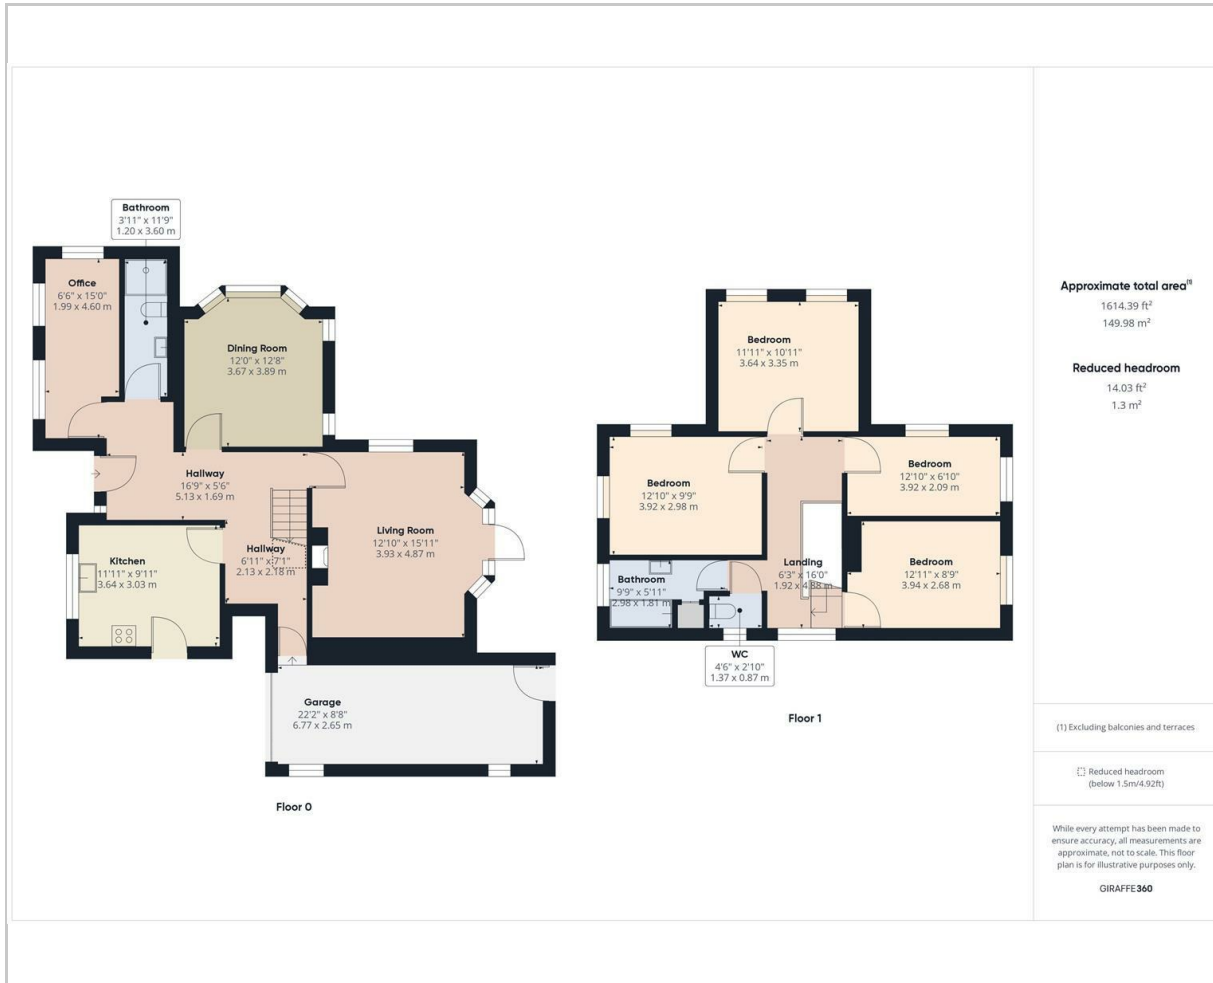 Bathroom
3'11" x 11'9"
1.20 x 3.60 m
Office
6'6" x 15'0"
1.99 x 4.60 m
Dining Room
12'0" x 12'8"
3.67 x 3.89 m
Hallway
16'9" x 5'6"
5.13 x 1.69 m
Living Room
12'10" x 15'11"
3.93 x 4.87 m
Hallway
6'11" x 7'1"
2.13 x 2.18 m
Kitchen
11'11" x 9'11"
3.64 x 3.03 m
Garage
22'2" x 8'8"
6.77 x 2.65 m
Floor 0
Bedroom
11'11" x 10'11"
3.64 x 3.35 m
Bedroom
12'10" x 9'9"
3.92 x 2.98 m
Bedroom
12'10" x 6'10"
3.92 x 2.09 m
Landing
6'3" x 16'0"
1.92 x 4.88 m
Bedroom
12'11" x 8'9"
3.94 x 2.68 m
Bathroom
9'9" x 5'11"
2.98 x 1.81 m
WC
4'6" x 2'10"
1.37 x 0.87 m
Floor 1
Approximate total area(1)
1614.39 ft²
149.98 m²
Reduced headroom
14.03 ft²
1.3 m²
(1) Excluding balconies and terraces
Reduced headroom
(below 1.5m/4.92ft)
While every attempt has been made to
ensure accuracy, all measurements are
approximate, not to scale. This floor
plan is for illustrative purposes only.
GIRAFFE360